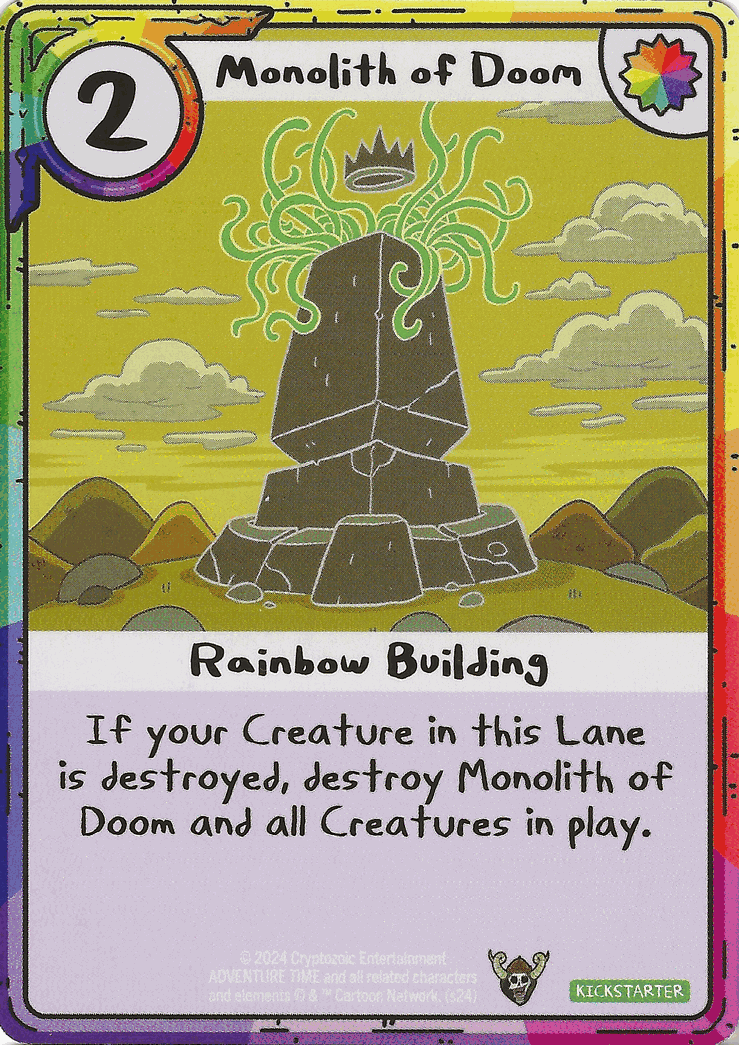 2
Monolith of Doom
Rainbow Building
If your Creature in this Lane
is destroyed, destroy Monolith of
Doom and all Creatures in play.
© 2024 Cryptozoic Entertainment
ADVENTURE TIME and all related characters
and elements © & ™ Cartoon Network. (s24)
KICKSTARTER